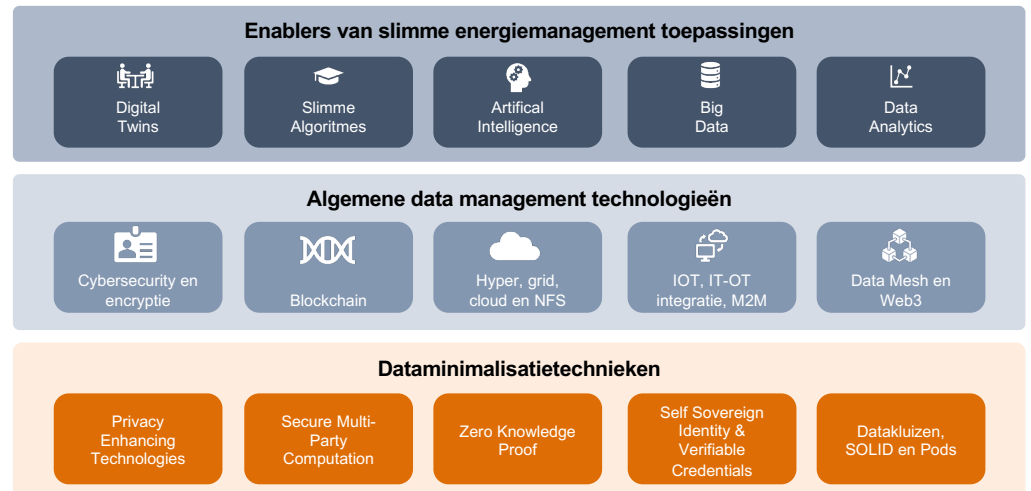 Enablers van slimme energiemanagement toepassingen
Digital
Twins
Slimme
Algoritmes
Artifical
Intelligence
Big
Data
Data
Analytics
Algemene data management technologieën
Cybersecurity en
encryptie
Blockchain
Hyper, grid,
cloud en NFS
IOT, IT-OT
integratie, M2M
Data Mesh en
Web3
Dataminimalisatietechnieken
Privacy
Enhancing
Technologies
Secure Multi-
Party
Computation
Zero Knowledge
Proof
Self Sovereign
Identity &
Verifiable
Credentials
Datakluizen,
SOLID en Pods